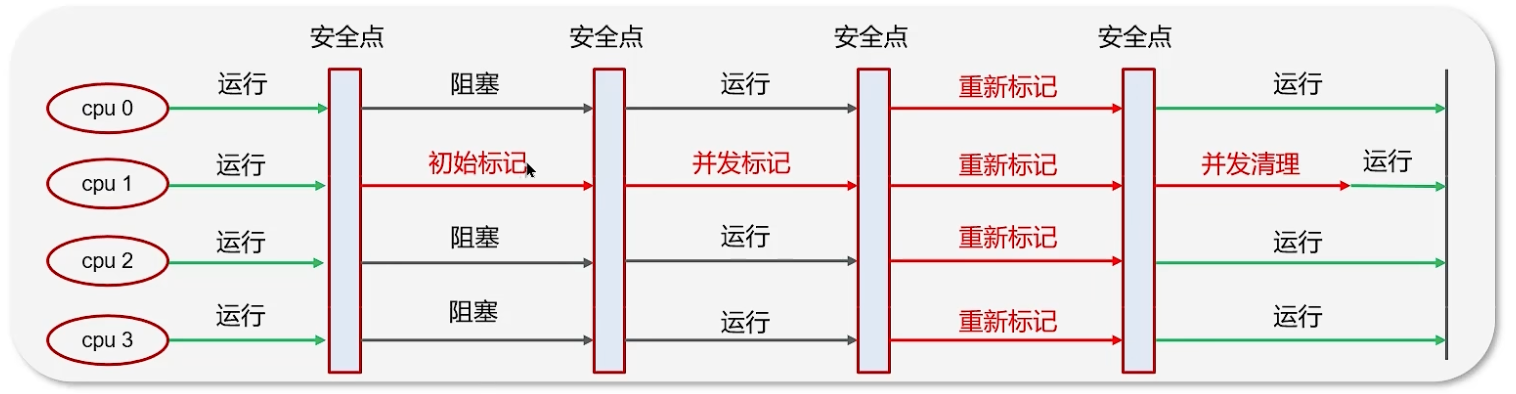 安全点 安全点 安全点 安全点
运行 阻塞 运行 重新标记 运行
cpu 0
运行 初始标记 并发标记 重新标记 并发清理 运行
cpu 1
运行 阻塞 运行 重新标记 运行
cpu 2
运行 阻塞 运行 重新标记 运行
cpu 3